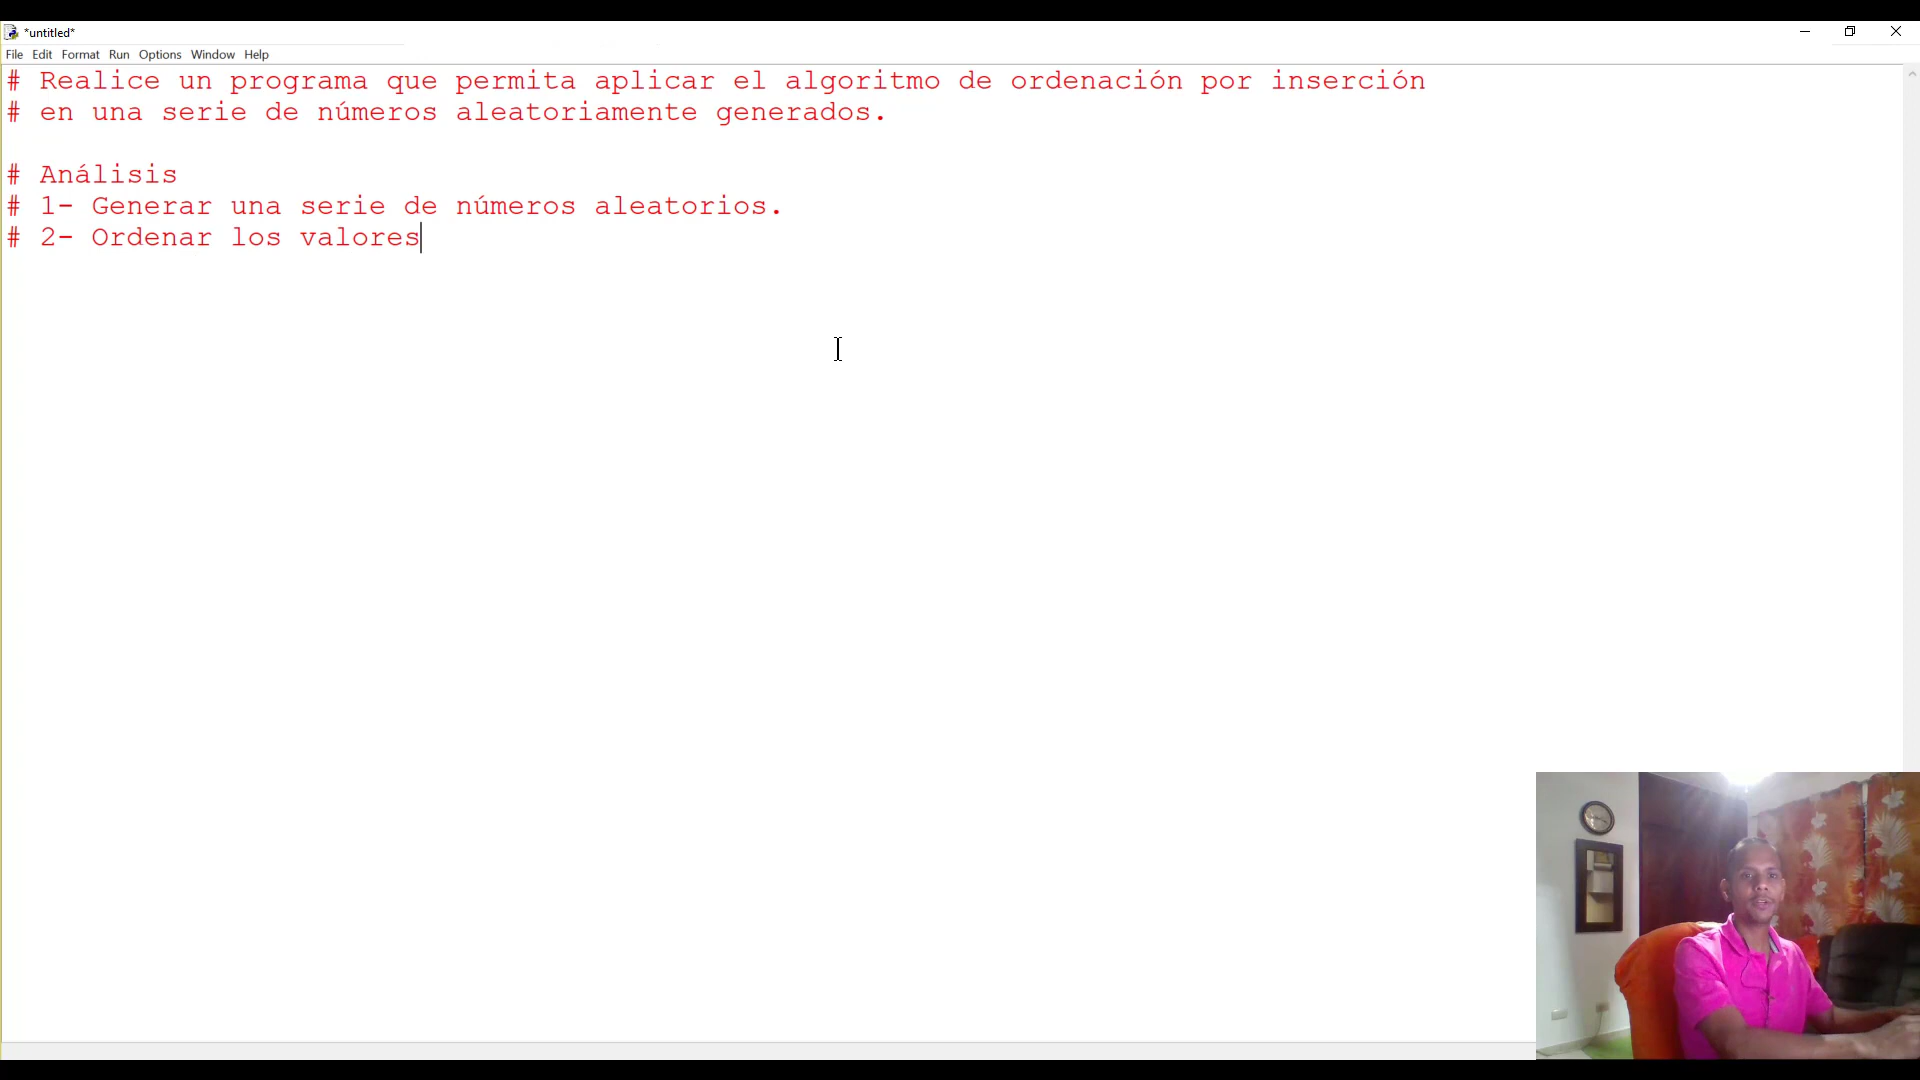 *untitled*
File Edit Format Run Options Window Help
# Realice un programa que permita aplicar el algoritmo de ordenación por inserción
# en una serie de números aleatoriamente generados.
# Análisis
# 1- Generar una serie de números aleatorios.
# 2- Ordenar los valores